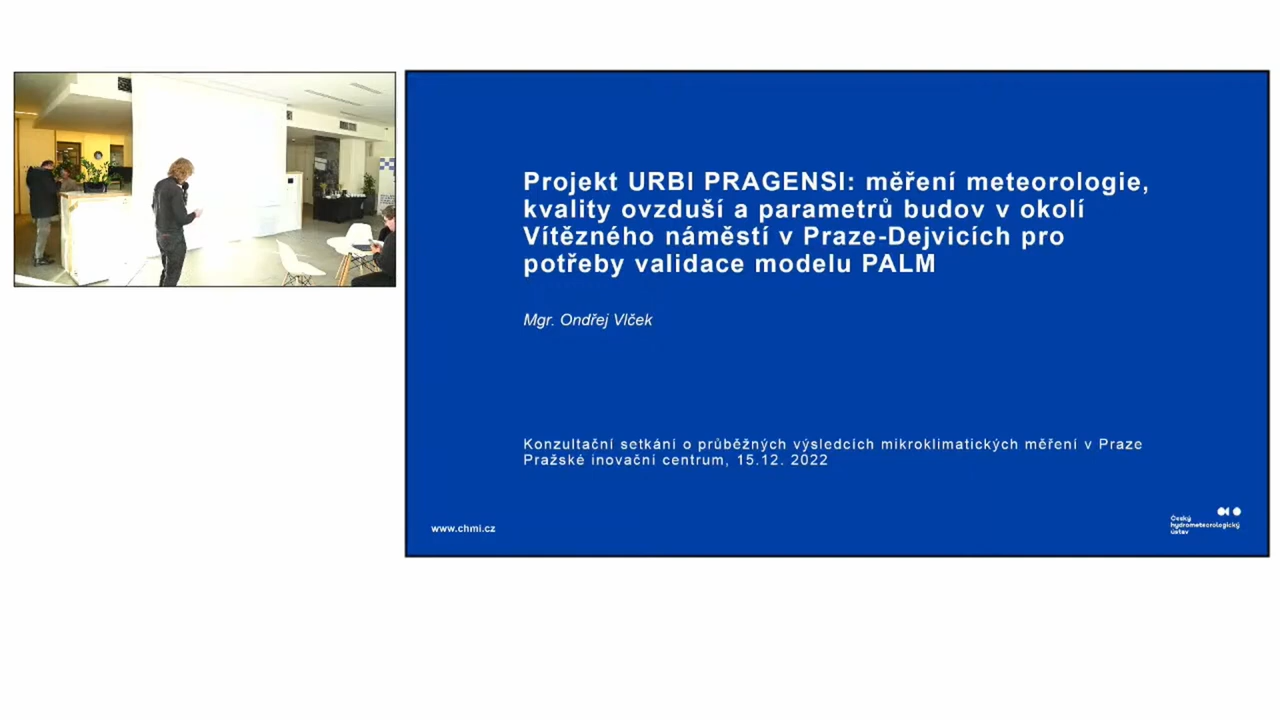 Projekt URBI PRAGENSI: měření meteorologie,
kvality ovzduší a parametrů budov v okolí
Vítězného náměstí v Praze-Dejvicích pro
potřeby validace modelu PALM
Mgr. Ondřej Vlček
Konzultační setkání o průběžných výsledcích mikroklimatických měření v Praze
Pražské inovační centrum, 15.12. 2022
www.chmi.cz
Český
hydrometeorologický
ústav